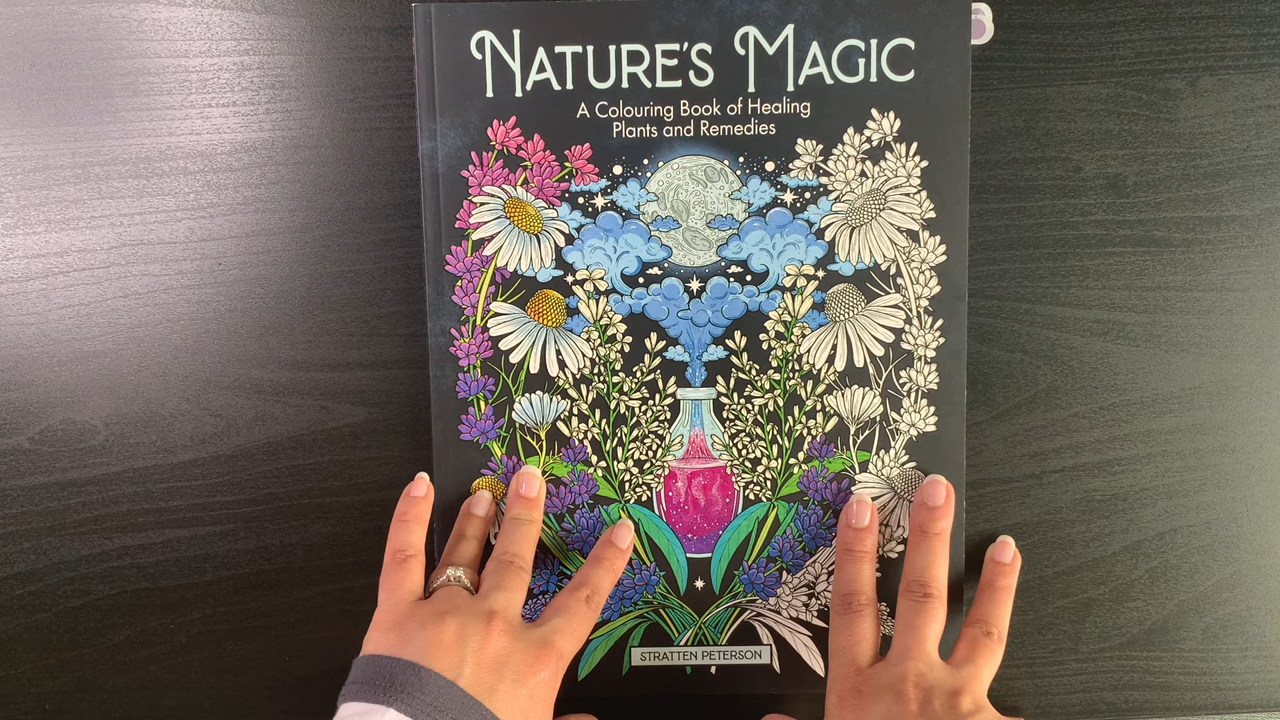 NATURE'S MAGIC
A Colouring Book of Healing
Plants and Remedies
STRATTEN PETERSON